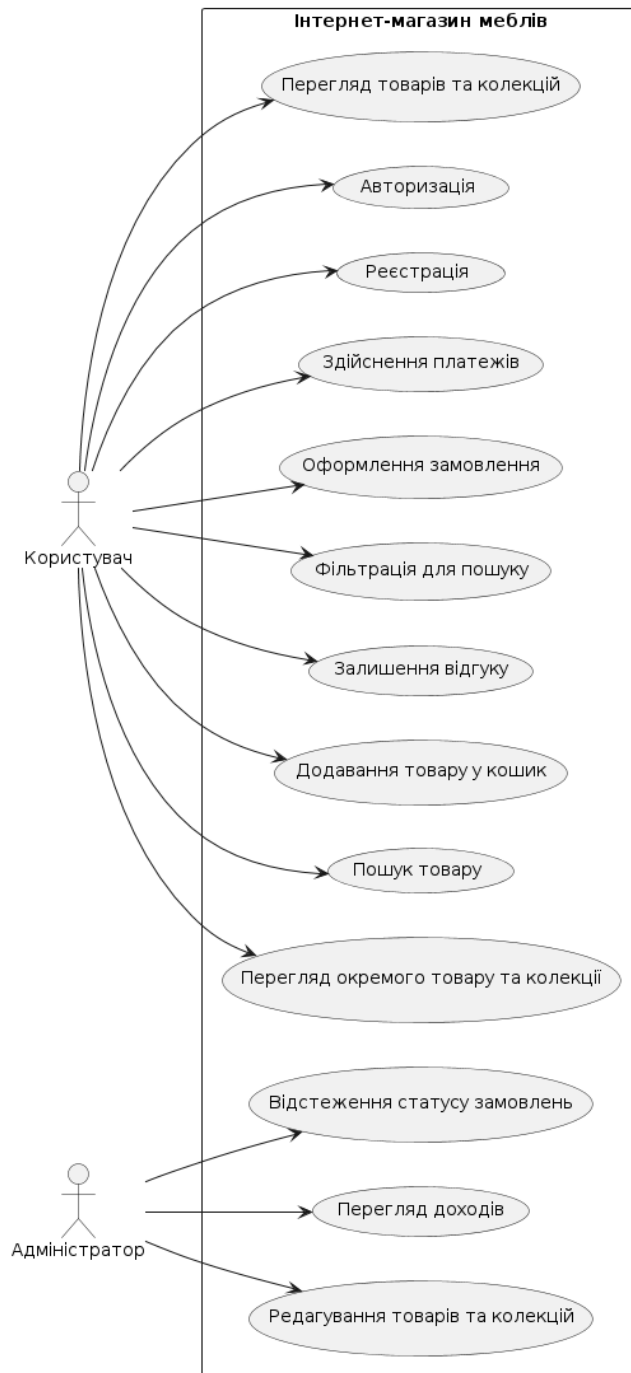 Інтернет-магазин меблів
Перегляд товарів та колекцій
Авторизація
Реєстрація
Здійснення платежів
Оформлення замовлення
Користувач
Фільтрація для пошуку
Залишення відгуку
Додавання товару у кошик
Пошук товару
Перегляд окремого товару та колекції
Відстеження статусу замовлень
Перегляд доходів
Адміністратор
Редагування товарів та колекцій